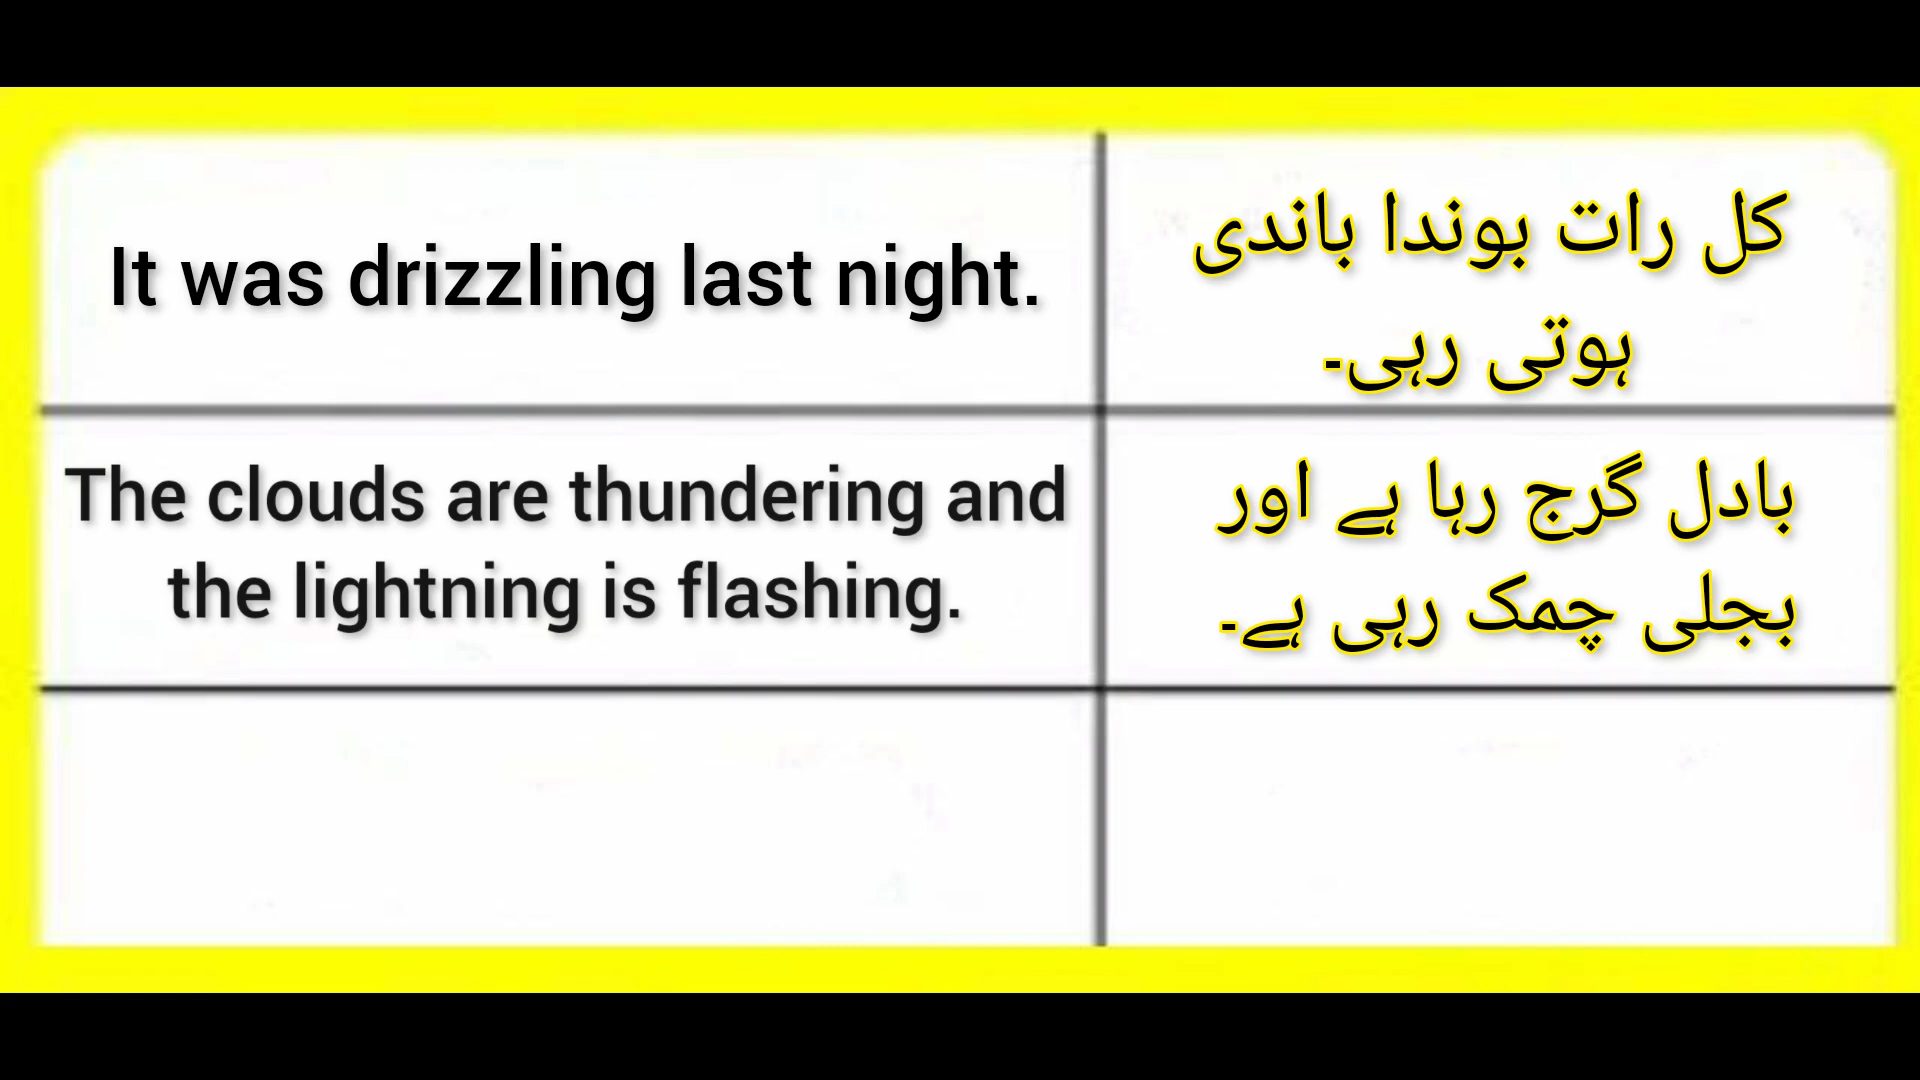 It was drizzling last night.
کل رات بوندا باندی
ہوتی رہی۔
The clouds are thundering and
the lightning is flashing.
بادل گرج رہا ہے اور
بجلی چمک رہی ہے۔